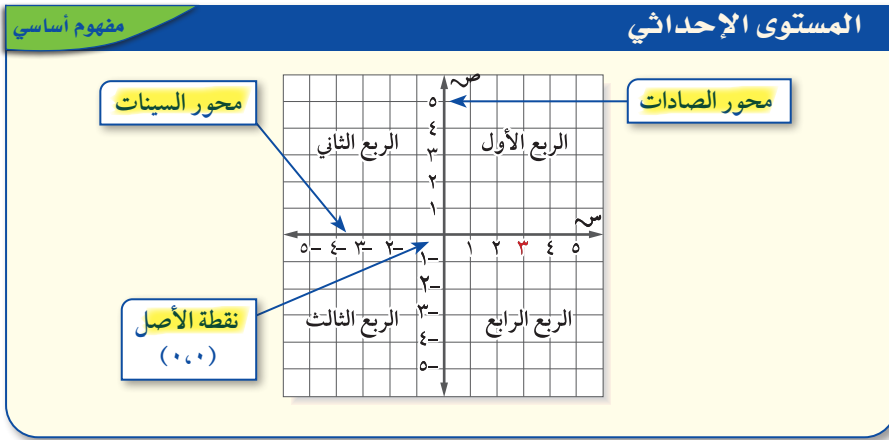 المستوى الإحداثي
مفهوم أساسي
محور الصادات
محور السينات
ص
٥
٤
٣
٢
١
الربع الأول
الربع الثاني
س
٥− ٤− ٣− ٢− ١ ٢ ٣ ٤ ٥
١−
٢−
٣−
٤−
٥−
الربع الرابع
الربع الثالث
نقطة الأصل
(٠،٠)